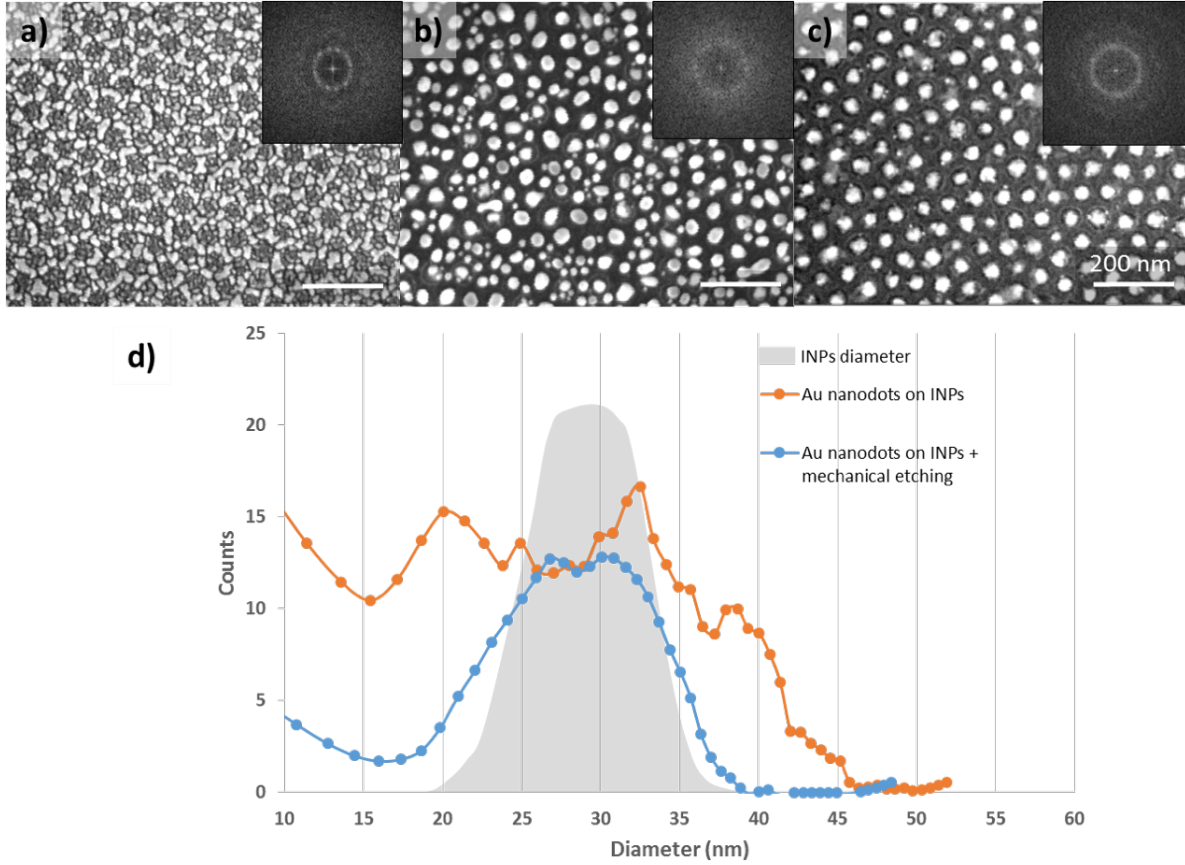 a)
b)
c)
200 nm
d)
25
20
15
10
5
0
Counts
INPs diameter
Au nanodots on INPs
Au nanodots on INPs +
mechanical etching
10 15 20 25 30 35 40 45 50 55 60
Diameter (nm)